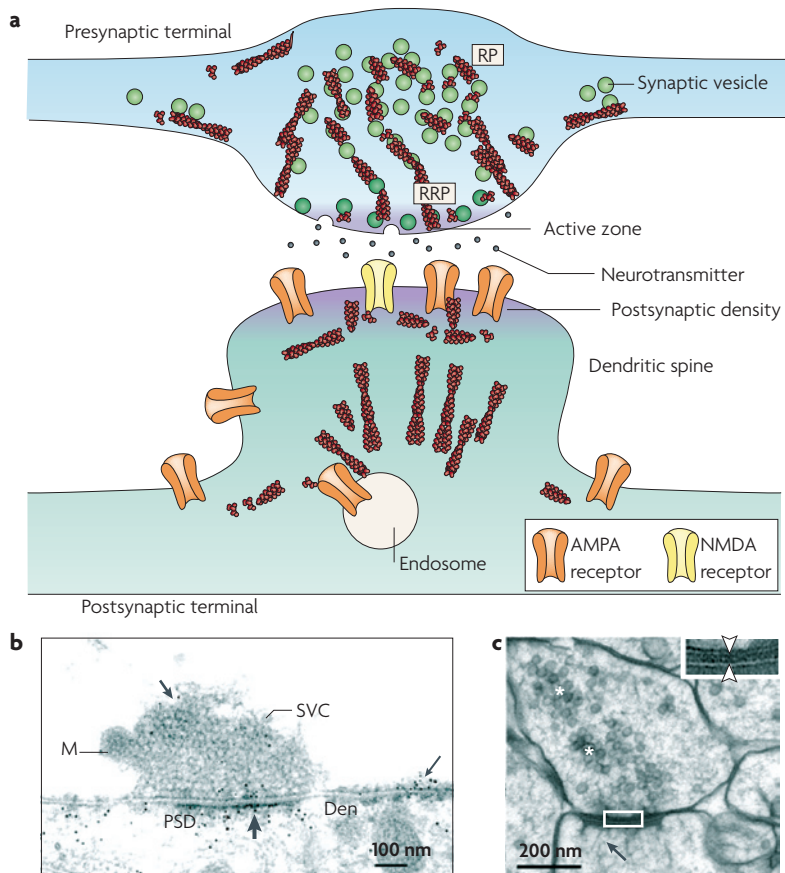 a
Presynaptic terminal
RP
Synaptic vesicle
RRP
Active zone
Neurotransmitter
Postsynaptic density
Dendritic spine
Endosome
AMPA
receptor
NMDA
receptor
Postsynaptic terminal
b
SVC
M
PSD
Den
100 nm
c
*
*
200 nm